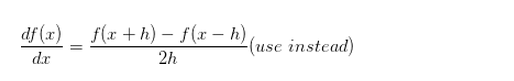 df(x)/dx = f(x + h) − f(x − h)/2h (use instead)